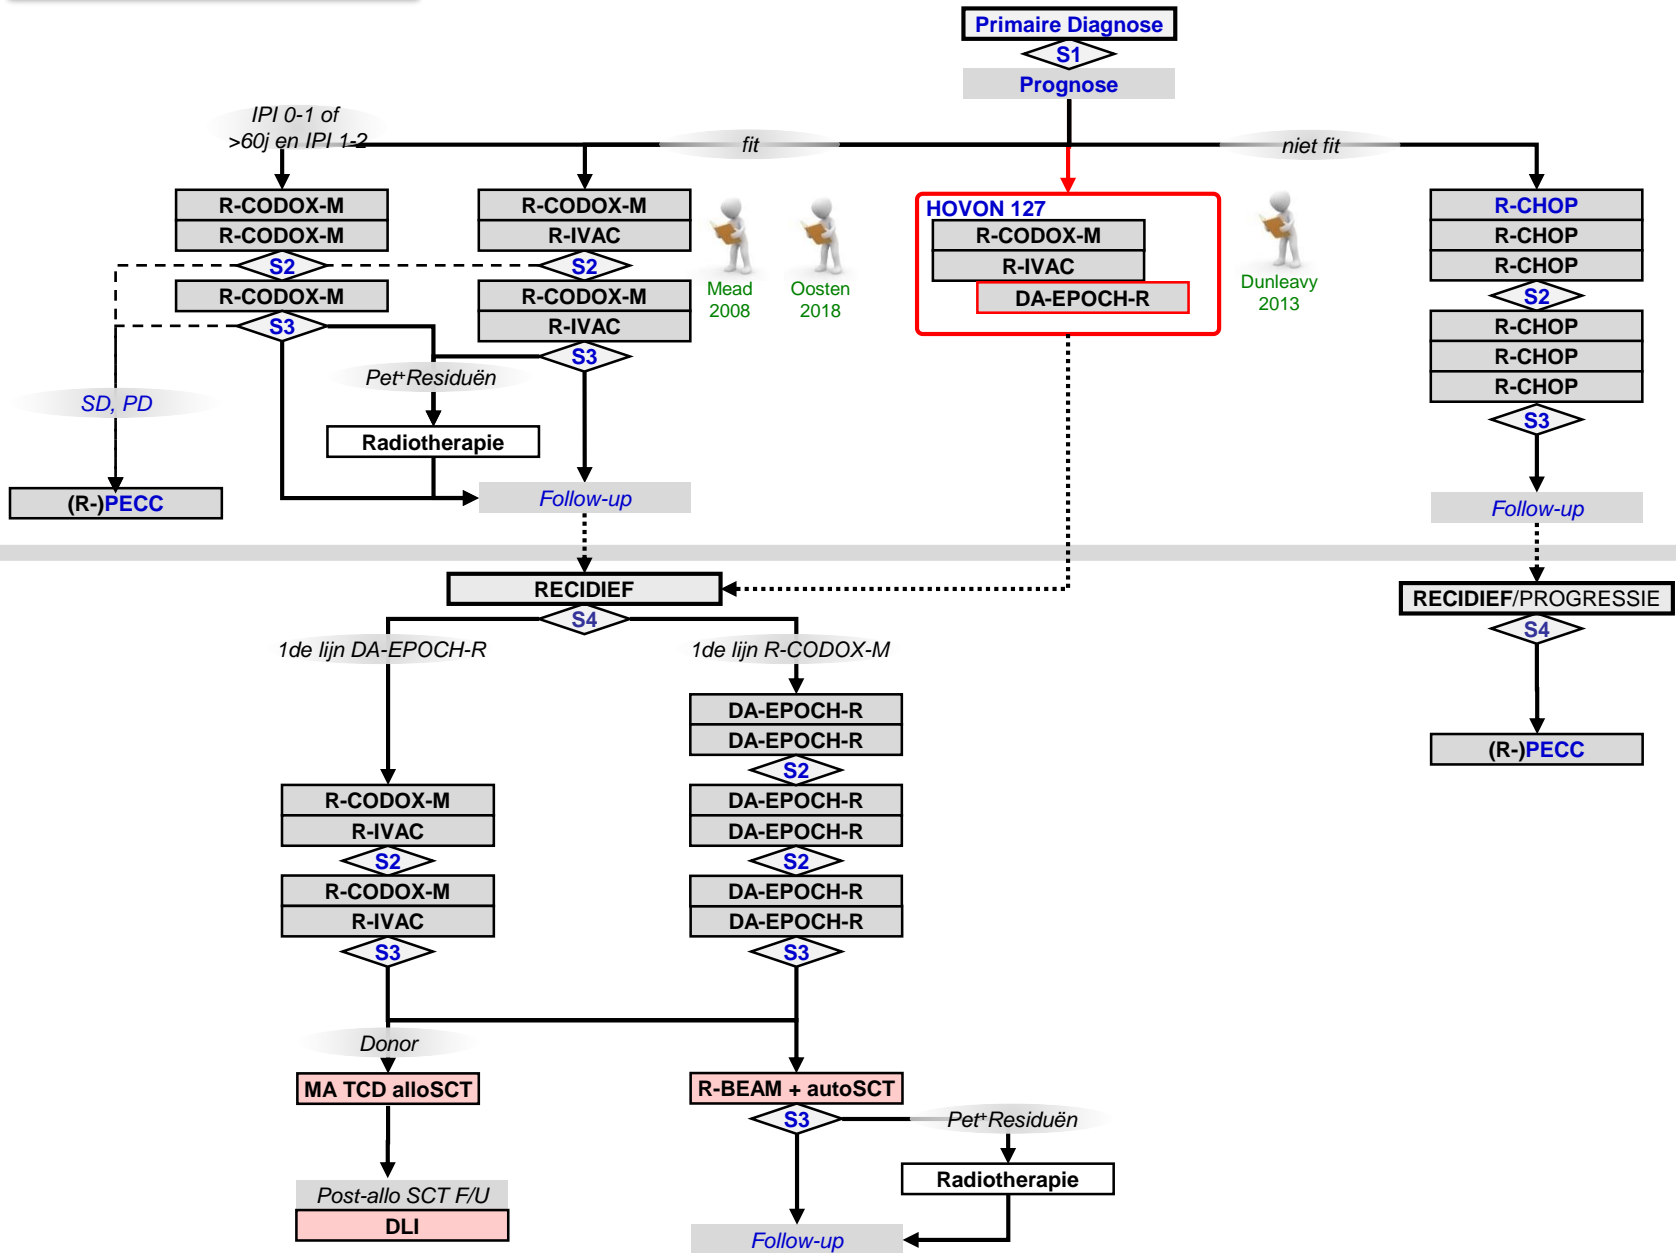 Primaire Diagnose
S1
Prognose
IPI 0-1 of
>60j en IPI 1-2
fit
niet fit
R-CODOX-M
R-CODOX-M
S2
R-CODOX-M
S3
R-CODOX-M
R-IVAC
S2
R-CODOX-M
R-IVAC
S3
Mead
2008
Oosten
2018
HOVON 127
R-CODOX-M
R-IVAC
DA-EPOCH-R
Dunleavy
2013
R-CHOP
R-CHOP
R-CHOP
S2
R-CHOP
R-CHOP
R-CHOP
S3
Pet+Residuën
SD, PD
Radiotherapie
(R-)PECC
Follow-up
Follow-up
RECIDIEF
S4
RECIDIEF/PROGRESSIE
S4
(R-)PECC
1de lijn DA-EPOCH-R
1de lijn R-CODOX-M
R-CODOX-M
R-IVAC
S2
R-CODOX-M
R-IVAC
S3
DA-EPOCH-R
DA-EPOCH-R
S2
DA-EPOCH-R
DA-EPOCH-R
S2
DA-EPOCH-R
DA-EPOCH-R
S3
Donor
MA TCD alloSCT
R-BEAM + autoSCT
S3
Pet+Residuën
Radiotherapie
Post-allo SCT F/U
DLI
Follow-up